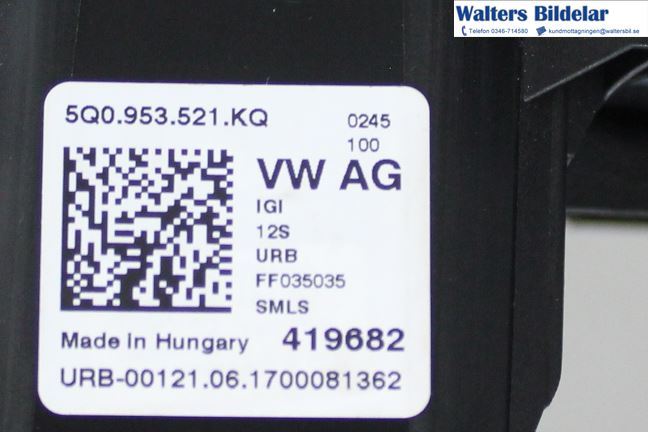 Walters Bildelar
Telefon 0346-714580 kundmottagningen@waltersbil.se
5Q0.953.521.KQ
0245
100
VW AG
IGI
12S
URB
FF035035
SMLS
Made in Hungary 419682
URB-00121.06.1700081362